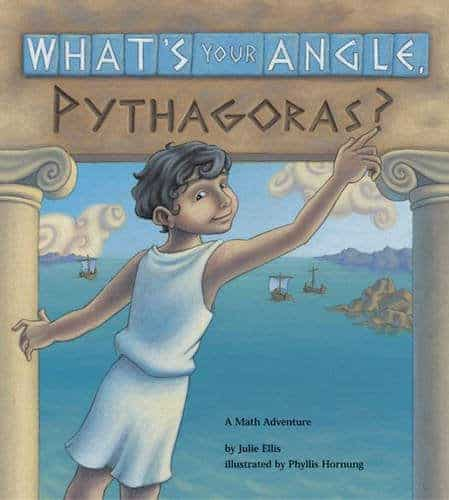 WHAT'S YOUR ANGLE,
PYTHAGORAS?
A Math Adventure
by Julie Ellis
illustrated by Phyllis Hornung